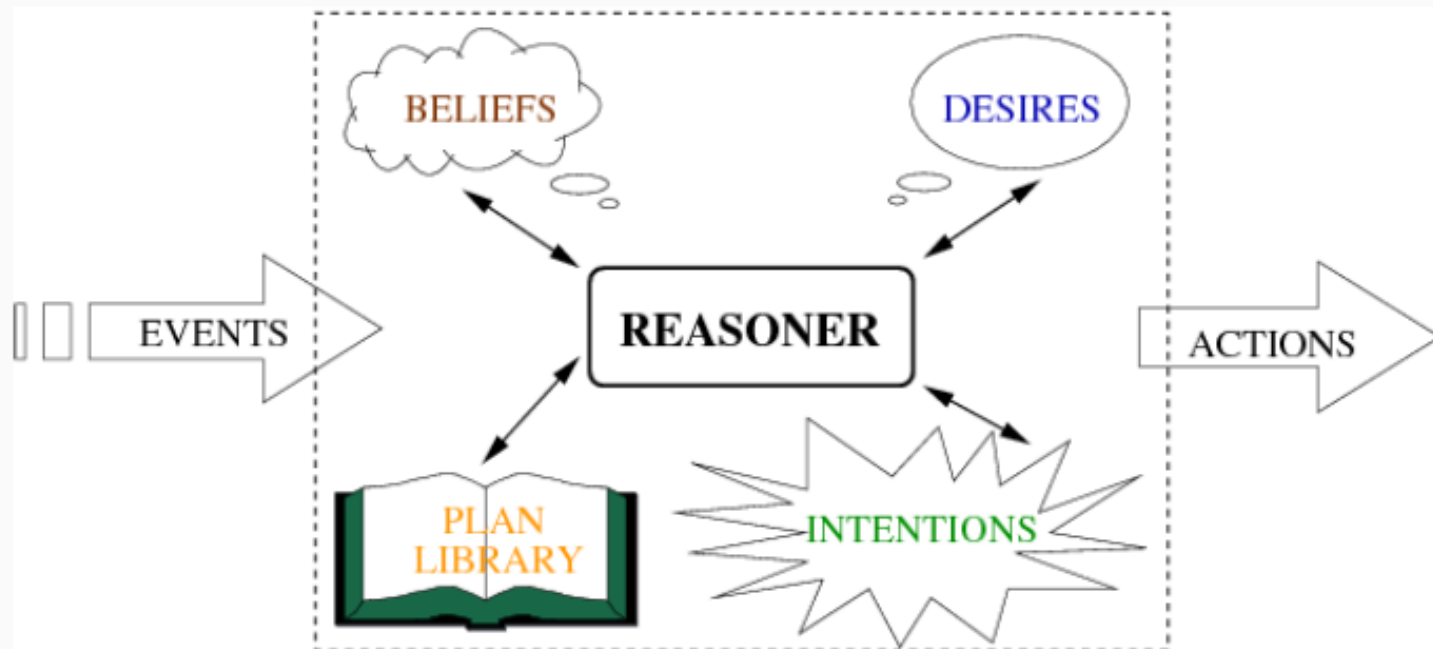 BELIEFS
DESIRES
EVENTS
REASONER
ACTIONS
PLAN
LIBRARY
INTENTIONS